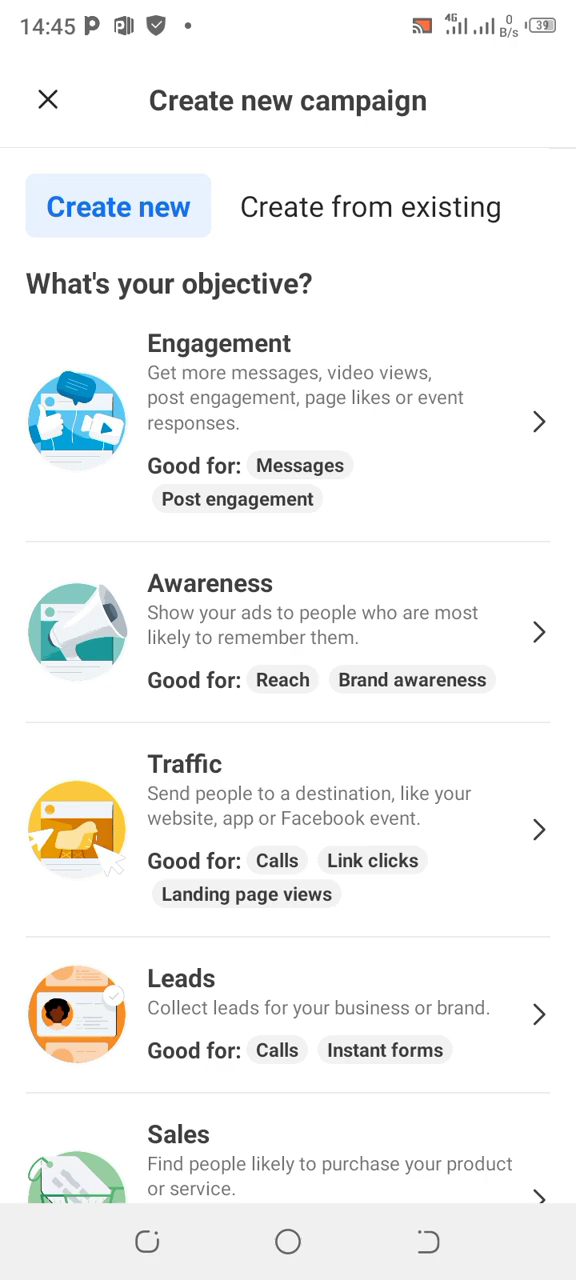 14:45
4G
0
B/s
39
Create new campaign
Create new
Create from existing
What's your objective?
Engagement
Get more messages, video views,
post engagement, page likes or event
responses.
Good for: Messages
Post engagement
Awareness
Show your ads to people who are most
likely to remember them.
Good for: Reach Brand awareness
Traffic
Send people to a destination, like your
website, app or Facebook event.
Good for: Calls Link clicks
Landing page views
Leads
Collect leads for your business or brand.
Good for: Calls Instant forms
Sales
Find people likely to purchase your product
or service.